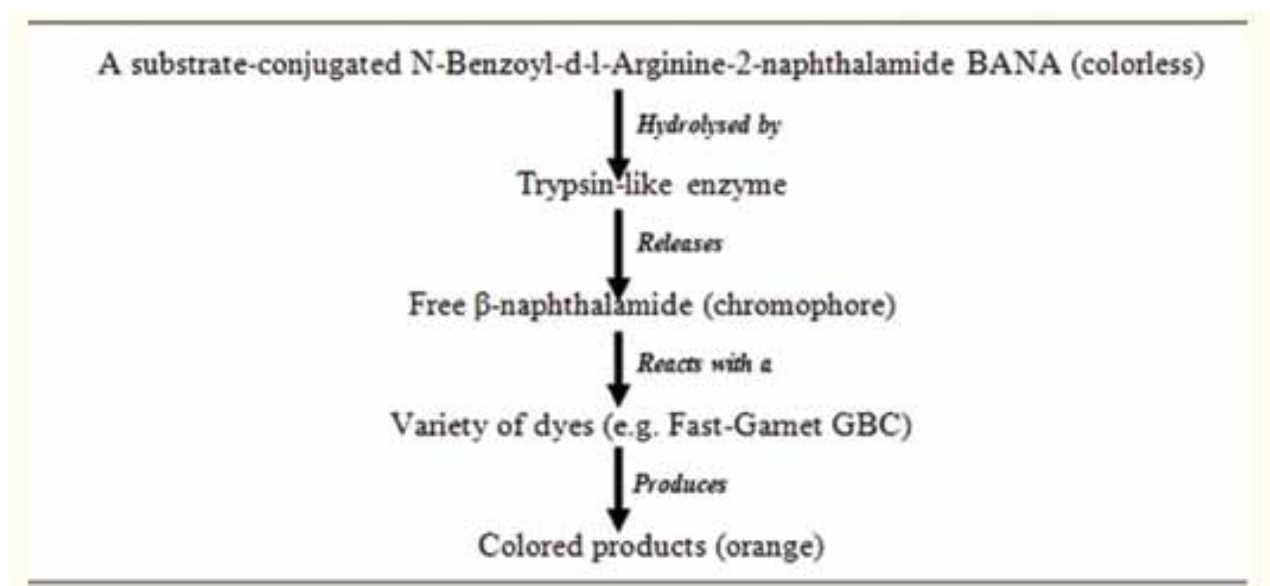 A substrate-conjugated N-Benzoyl-d-l-Arginine-2-naphthalamide BANA (colorless)
Hydrolysed by
Trypsin-like enzyme
Releases
Free β-naphthalamide (chromophore)
Reacts with a
Variety of dyes (e.g. Fast-Gamet GBC)
Produces
Colored products (orange)